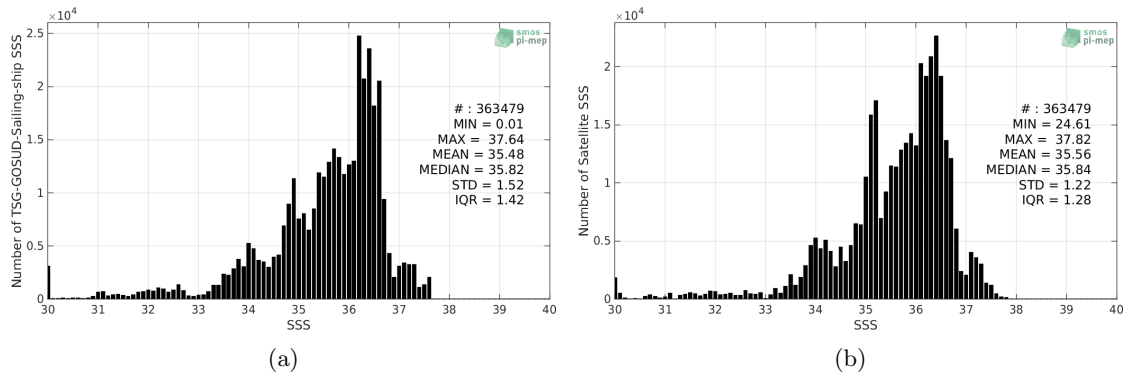 ×10⁴
2.5
2
1.5
1
0.5
0
30 31 32 33 34 35 36 37 38 39 40
SSS
Number of TSG-GOSUD-Sailing-ship SSS
smos
pi-mep
# : 363479
MIN = 0.01
MAX = 37.64
MEAN = 35.48
MEDIAN = 35.82
STD = 1.52
IQR = 1.42
(a)
×10⁴
2
1.5
1
0.5
0
30 31 32 33 34 35 36 37 38 39 40
SSS
Number of Satellite SSS
smos
pi-mep
# : 363479
MIN = 24.61
MAX = 37.82
MEAN = 35.56
MEDIAN = 35.84
STD = 1.22
IQR = 1.28
(b)